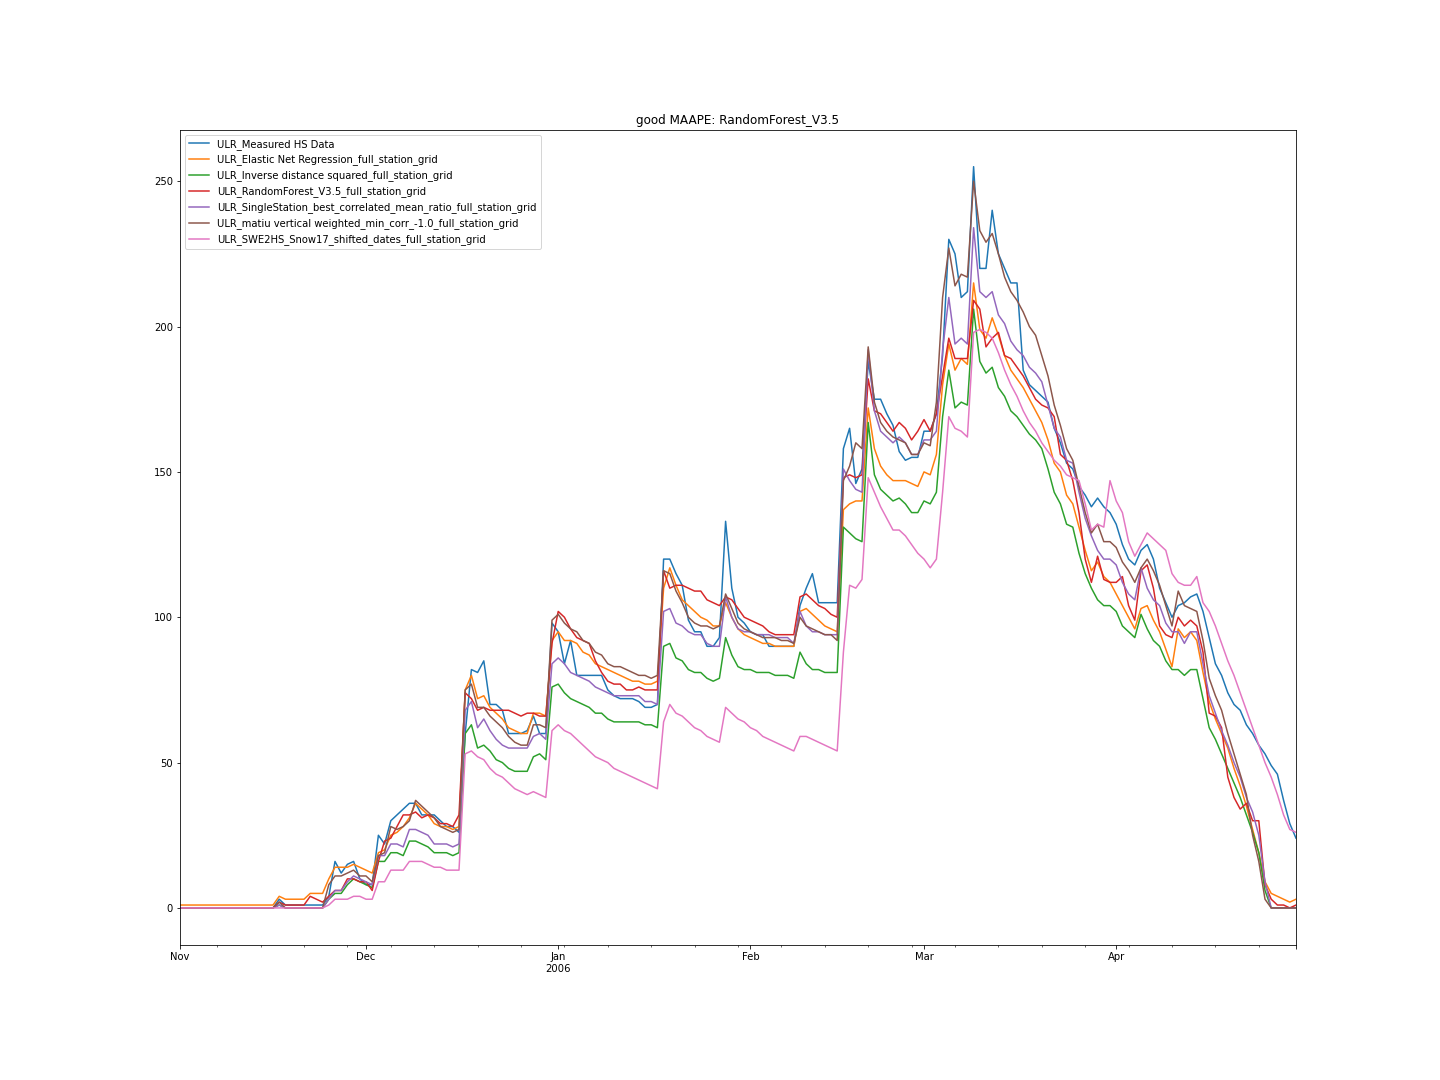 good MAAPE: RandomForest_V3.5
ULR_Measured HS Data
ULR_Elastic Net Regression_full_station_grid
ULR_Inverse distance squared_full_station_grid
ULR_RandomForest_V3.5_full_station_grid
ULR_SingleStation_best_correlated_mean_ratio_full_station_grid
ULR_matiu vertical weighted_min_corr_-1.0_full_station_grid
ULR_SWE2HS_Snow17_shifted_dates_full_station_grid
250
200
150
100
50
0
Nov Dec Jan Feb Mar Apr
2006